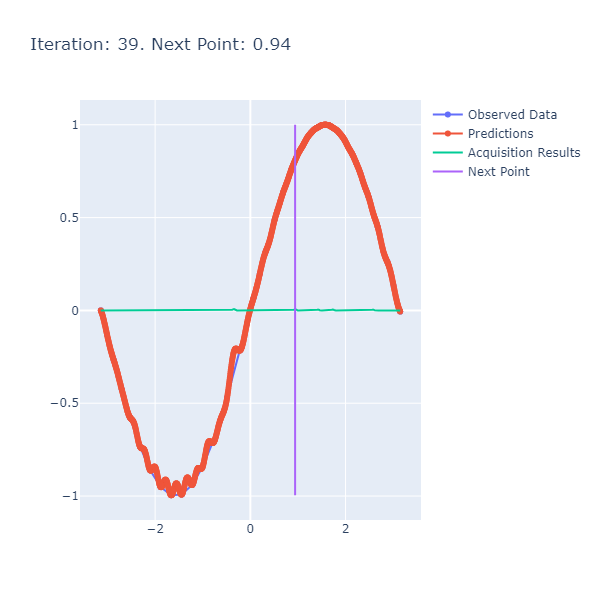 Iteration: 39. Next Point: 0.94
Observed Data
Predictions
Acquisition Results
Next Point
1
0.5
0
−0.5
−1
−2
0
2